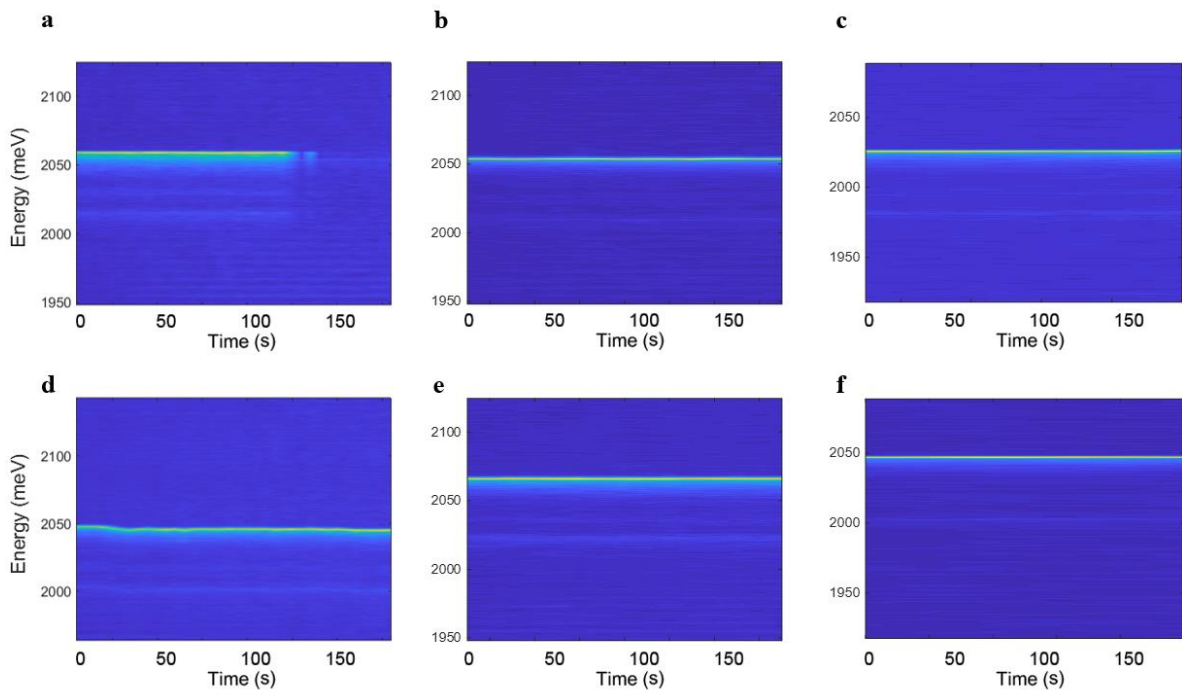 a b c
2100 2100 2050
2050 2050 2000
2000 2000 1950
1950 1950
Energy (meV)
0 50 100 150 0 50 100 150 0 50 100 150
Time (s) Time (s) Time (s)
d e f
2100 2100 2050
2050 2050 2000
2000 2000 1950
1950
Energy (meV)
0 50 100 150 0 50 100 150 0 50 100 150
Time (s) Time (s) Time (s)